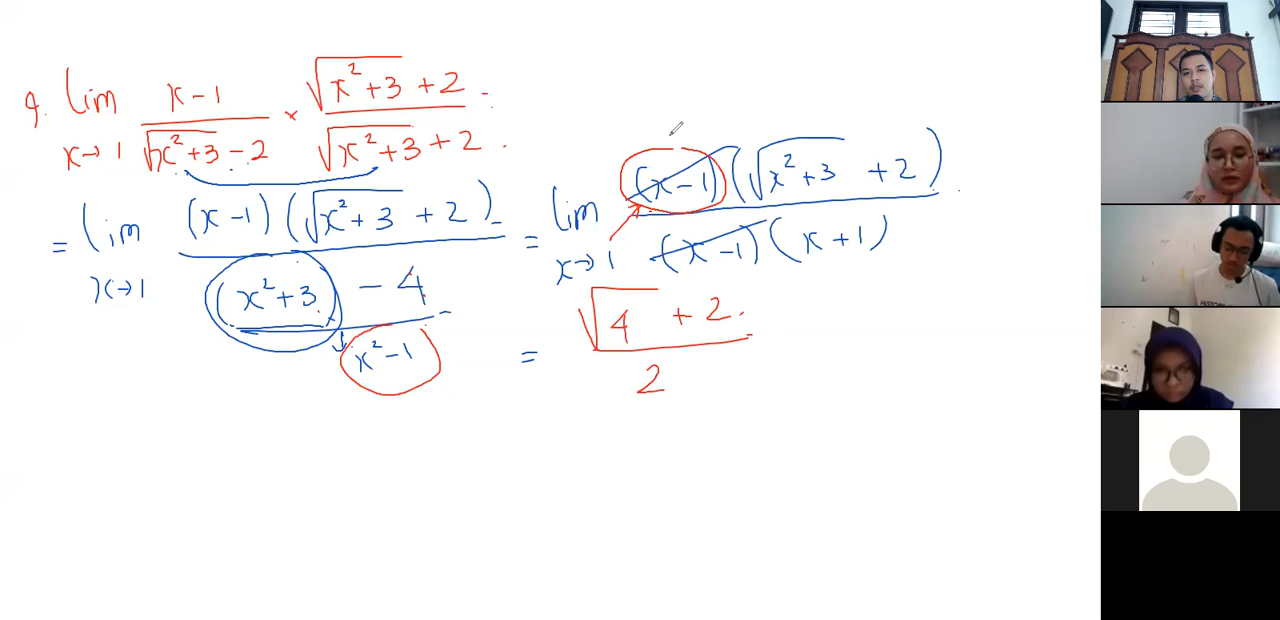 9. lim x→1 (x-1)/(√(x²+3) - 2) × (√(x²+3) + 2)/(√(x²+3) + 2)
= lim x→1 (x-1)(√(x²+3) + 2)/((x²+3) - 4)
x² - 1
= lim x→1 (x-1)(√(x²+3) + 2)/((x-1)(x+1))
= (√4 + 2)/2